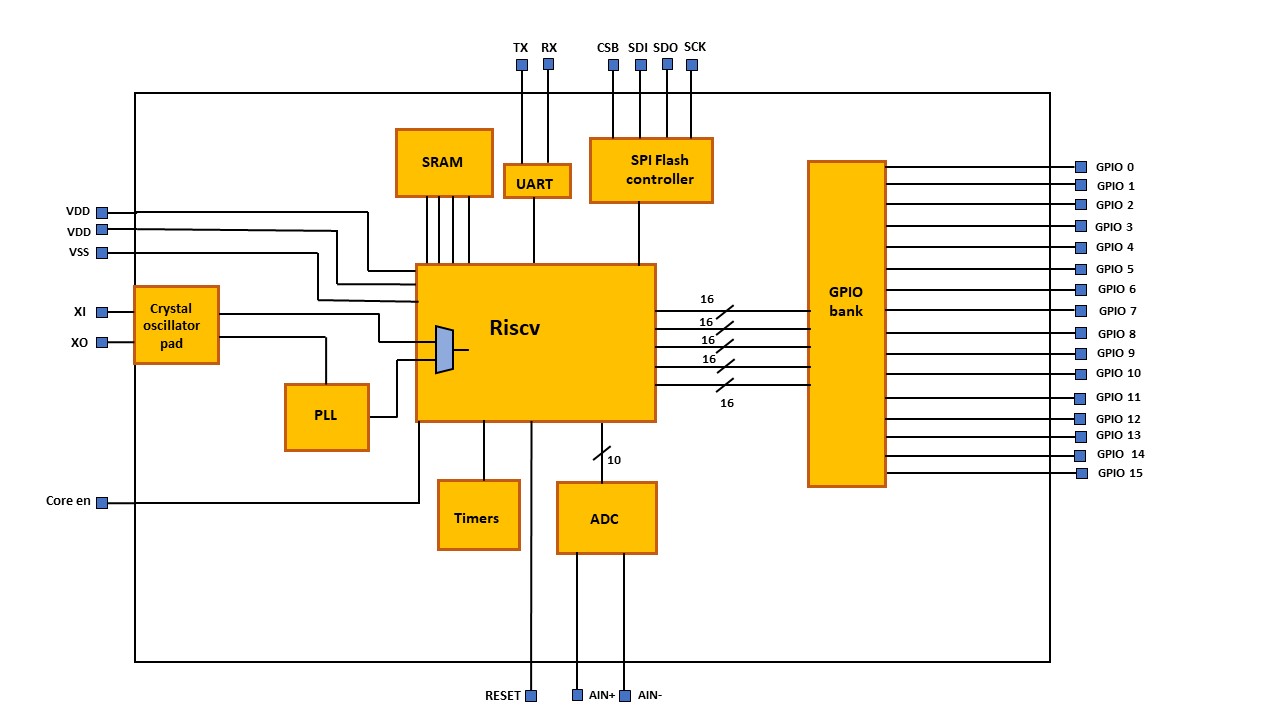 TX RX CSB SDI SDO SCK
SRAM
UART
SPI Flash
controller
VDD
VDD
VSS
XI
XO
Crystal
oscillator
pad
PLL
Core en
Riscv
16
16
16
16
16
10
Timers
ADC
GPIO
bank
GPIO 0
GPIO 1
GPIO 2
GPIO 3
GPIO 4
GPIO 5
GPIO 6
GPIO 7
GPIO 8
GPIO 9
GPIO 10
GPIO 11
GPIO 12
GPIO 13
GPIO 14
GPIO 15
RESET AIN+ AIN-